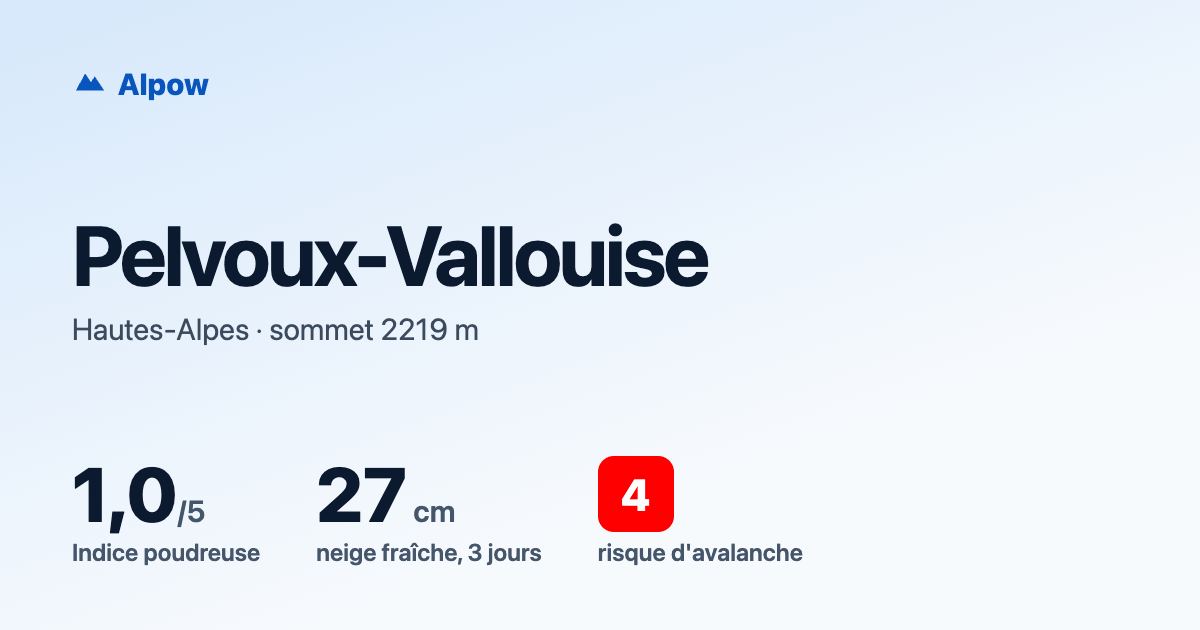 Alpow
Pelvoux-Vallouise
Hautes-Alpes · sommet 2219 m
1,0/5
Indice poudreuse
27 cm
neige fraîche, 3 jours
4
risque d'avalanche